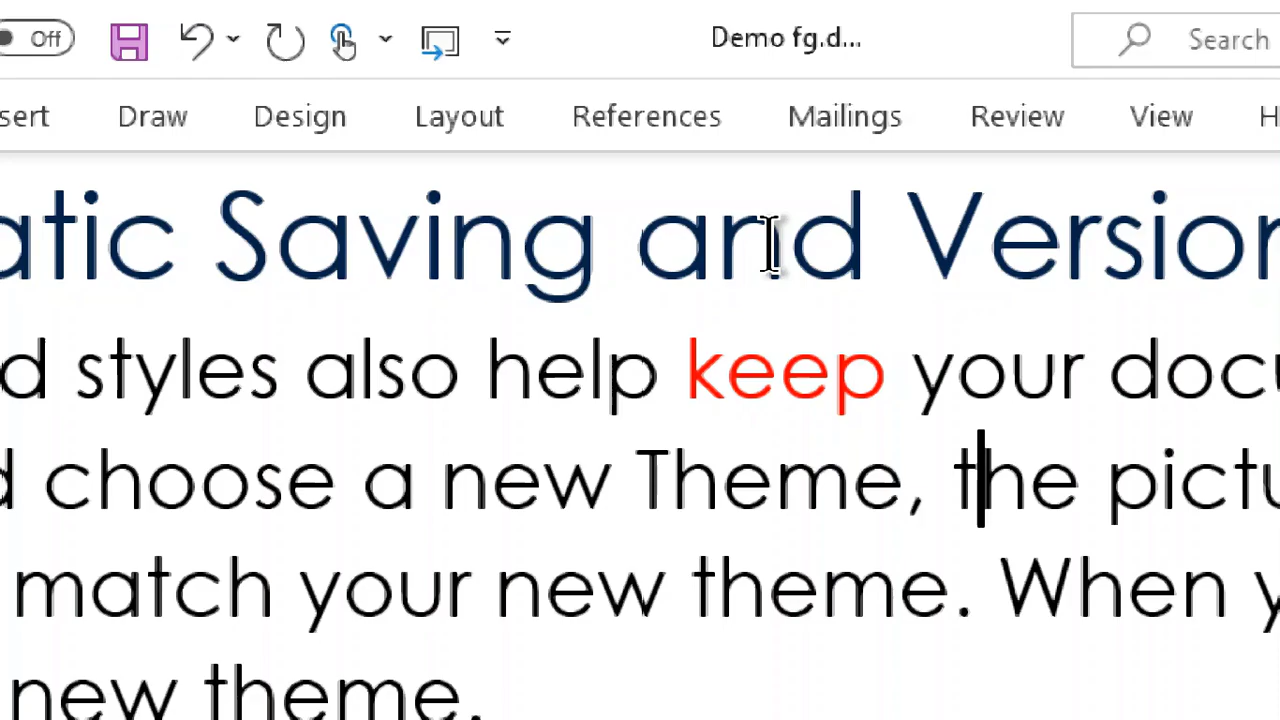 Off Demo fg.d... Search
sert Draw Design Layout References Mailings Review View H
atic Saving and Version
d styles also help keep your docu
d choose a new Theme, the pictu
match your new theme. When y
new theme.